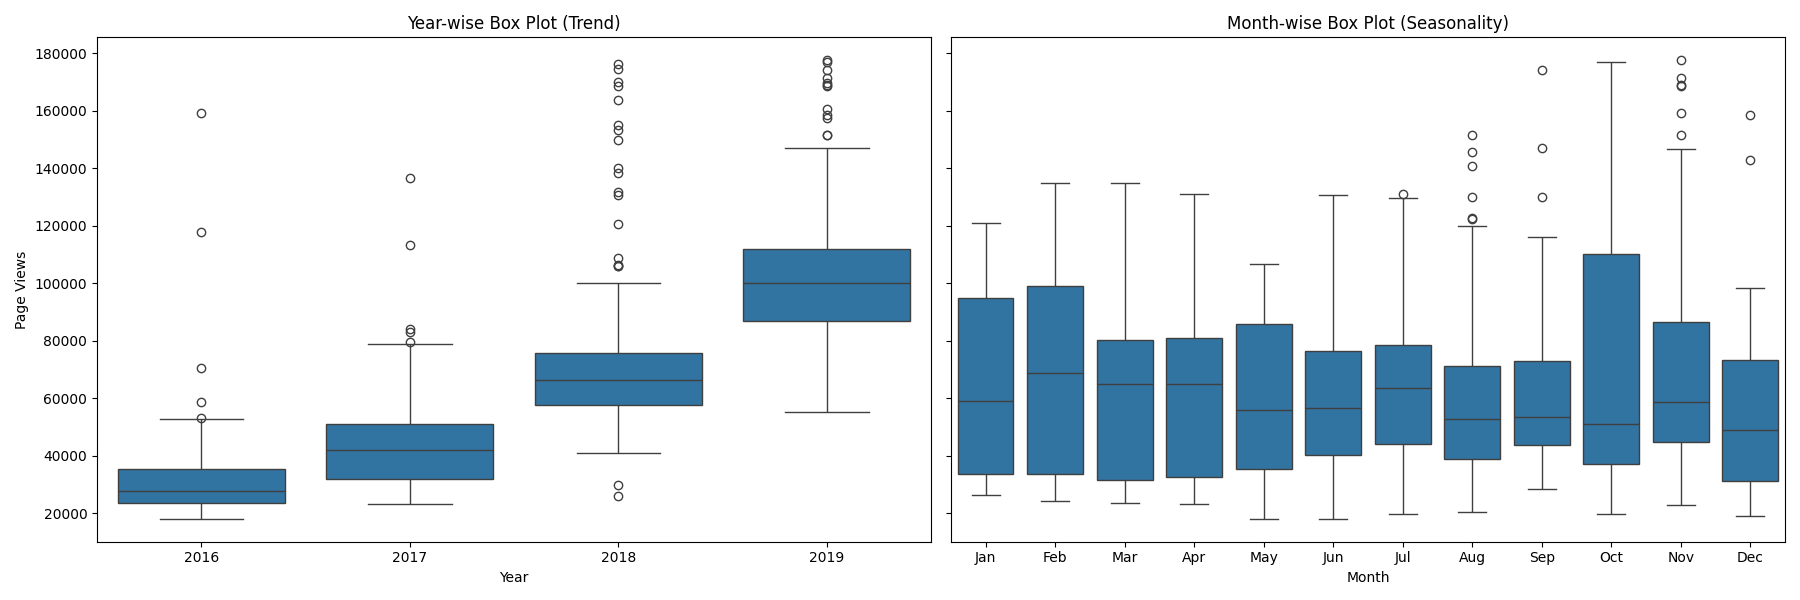 Year-wise Box Plot (Trend)
Page Views
180000
160000
140000
120000
100000
80000
60000
40000
20000
2016 2017 2018 2019
Year
Month-wise Box Plot (Seasonality)
Jan Feb Mar Apr May Jun Jul Aug Sep Oct Nov Dec
Month